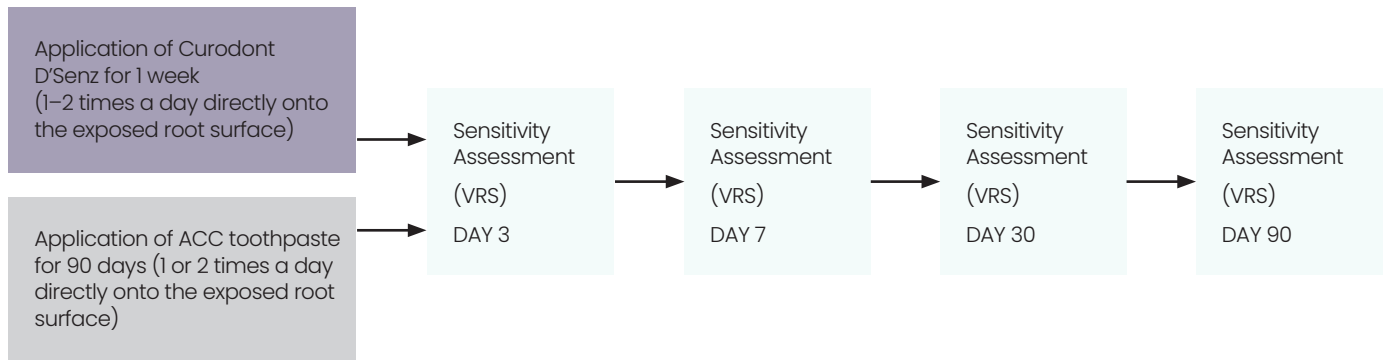 Application of Curodont
D’Senz for 1 week
(1–2 times a day directly onto
the exposed root surface)
Application of ACC toothpaste
for 90 days (1 or 2 times a day
directly onto the exposed root
surface)
Sensitivity
Assessment
(VRS)
DAY 3
Sensitivity
Assessment
(VRS)
DAY 7
Sensitivity
Assessment
(VRS)
DAY 30
Sensitivity
Assessment
(VRS)
DAY 90